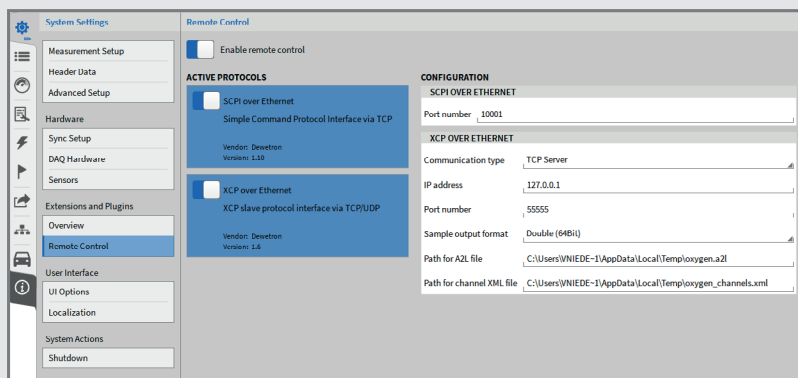 System Settings
Measurement Setup
Header Data
Advanced Setup
Hardware
Sync Setup
DAQ Hardware
Sensors
Extensions and Plugins
Overview
Remote Control
User Interface
UI Options
Localization
System Actions
Shutdown
Remote Control
Enable remote control
ACTIVE PROTOCOLS
SCPI over Ethernet
Simple Command Protocol Interface via TCP
Vendor: Dewetron
Version: 1.10
XCP over Ethernet
XCP slave protocol interface via TCP/UDP
Vendor: Dewetron
Version: 1.6
CONFIGURATION
SCPI OVER ETHERNET
Port number 10001
XCP OVER ETHERNET
Communication type TCP Server
IP address 127.0.0.1
Port number 55555
Sample output format Double (64Bit)
Path for A2L file C:\Users\VNIEDE~1\AppData\Local\Temp\oxygen.a2l
Path for channel XML file C:\Users\VNIEDE~1\AppData\Local\Temp\oxygen_channels.xml